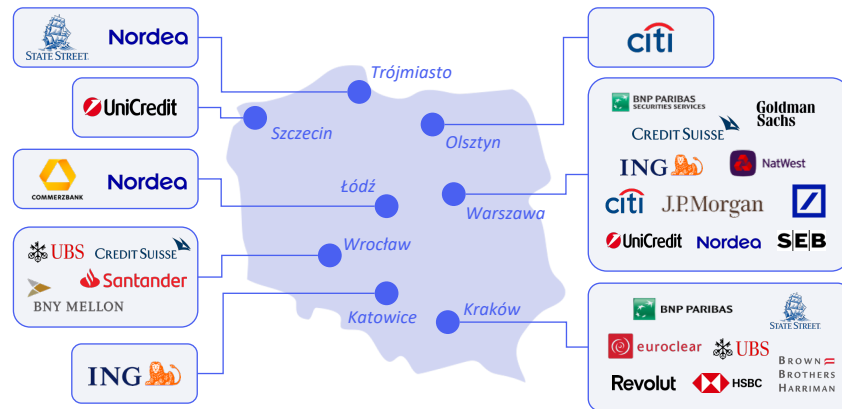 STATE STREET.
Nordea
Trójmiasto
citi
UniCredit
Szczecin
Olsztyn
BNP PARIBAS
SECURITIES SERVICES
Goldman
Sachs
CREDIT SUISSE
ING
NatWest
citi
J.P.Morgan
UniCredit
Nordea
SEB
Warszawa
COMMERZBANK
Nordea
Łódź
UBS
CREDIT SUISSE
Santander
BNY MELLON
Wrocław
Katowice
ING
Kraków
BNP PARIBAS
STATE STREET.
euroclear
UBS
Revolut
HSBC
BROWN
BROTHERS
HARRIMAN